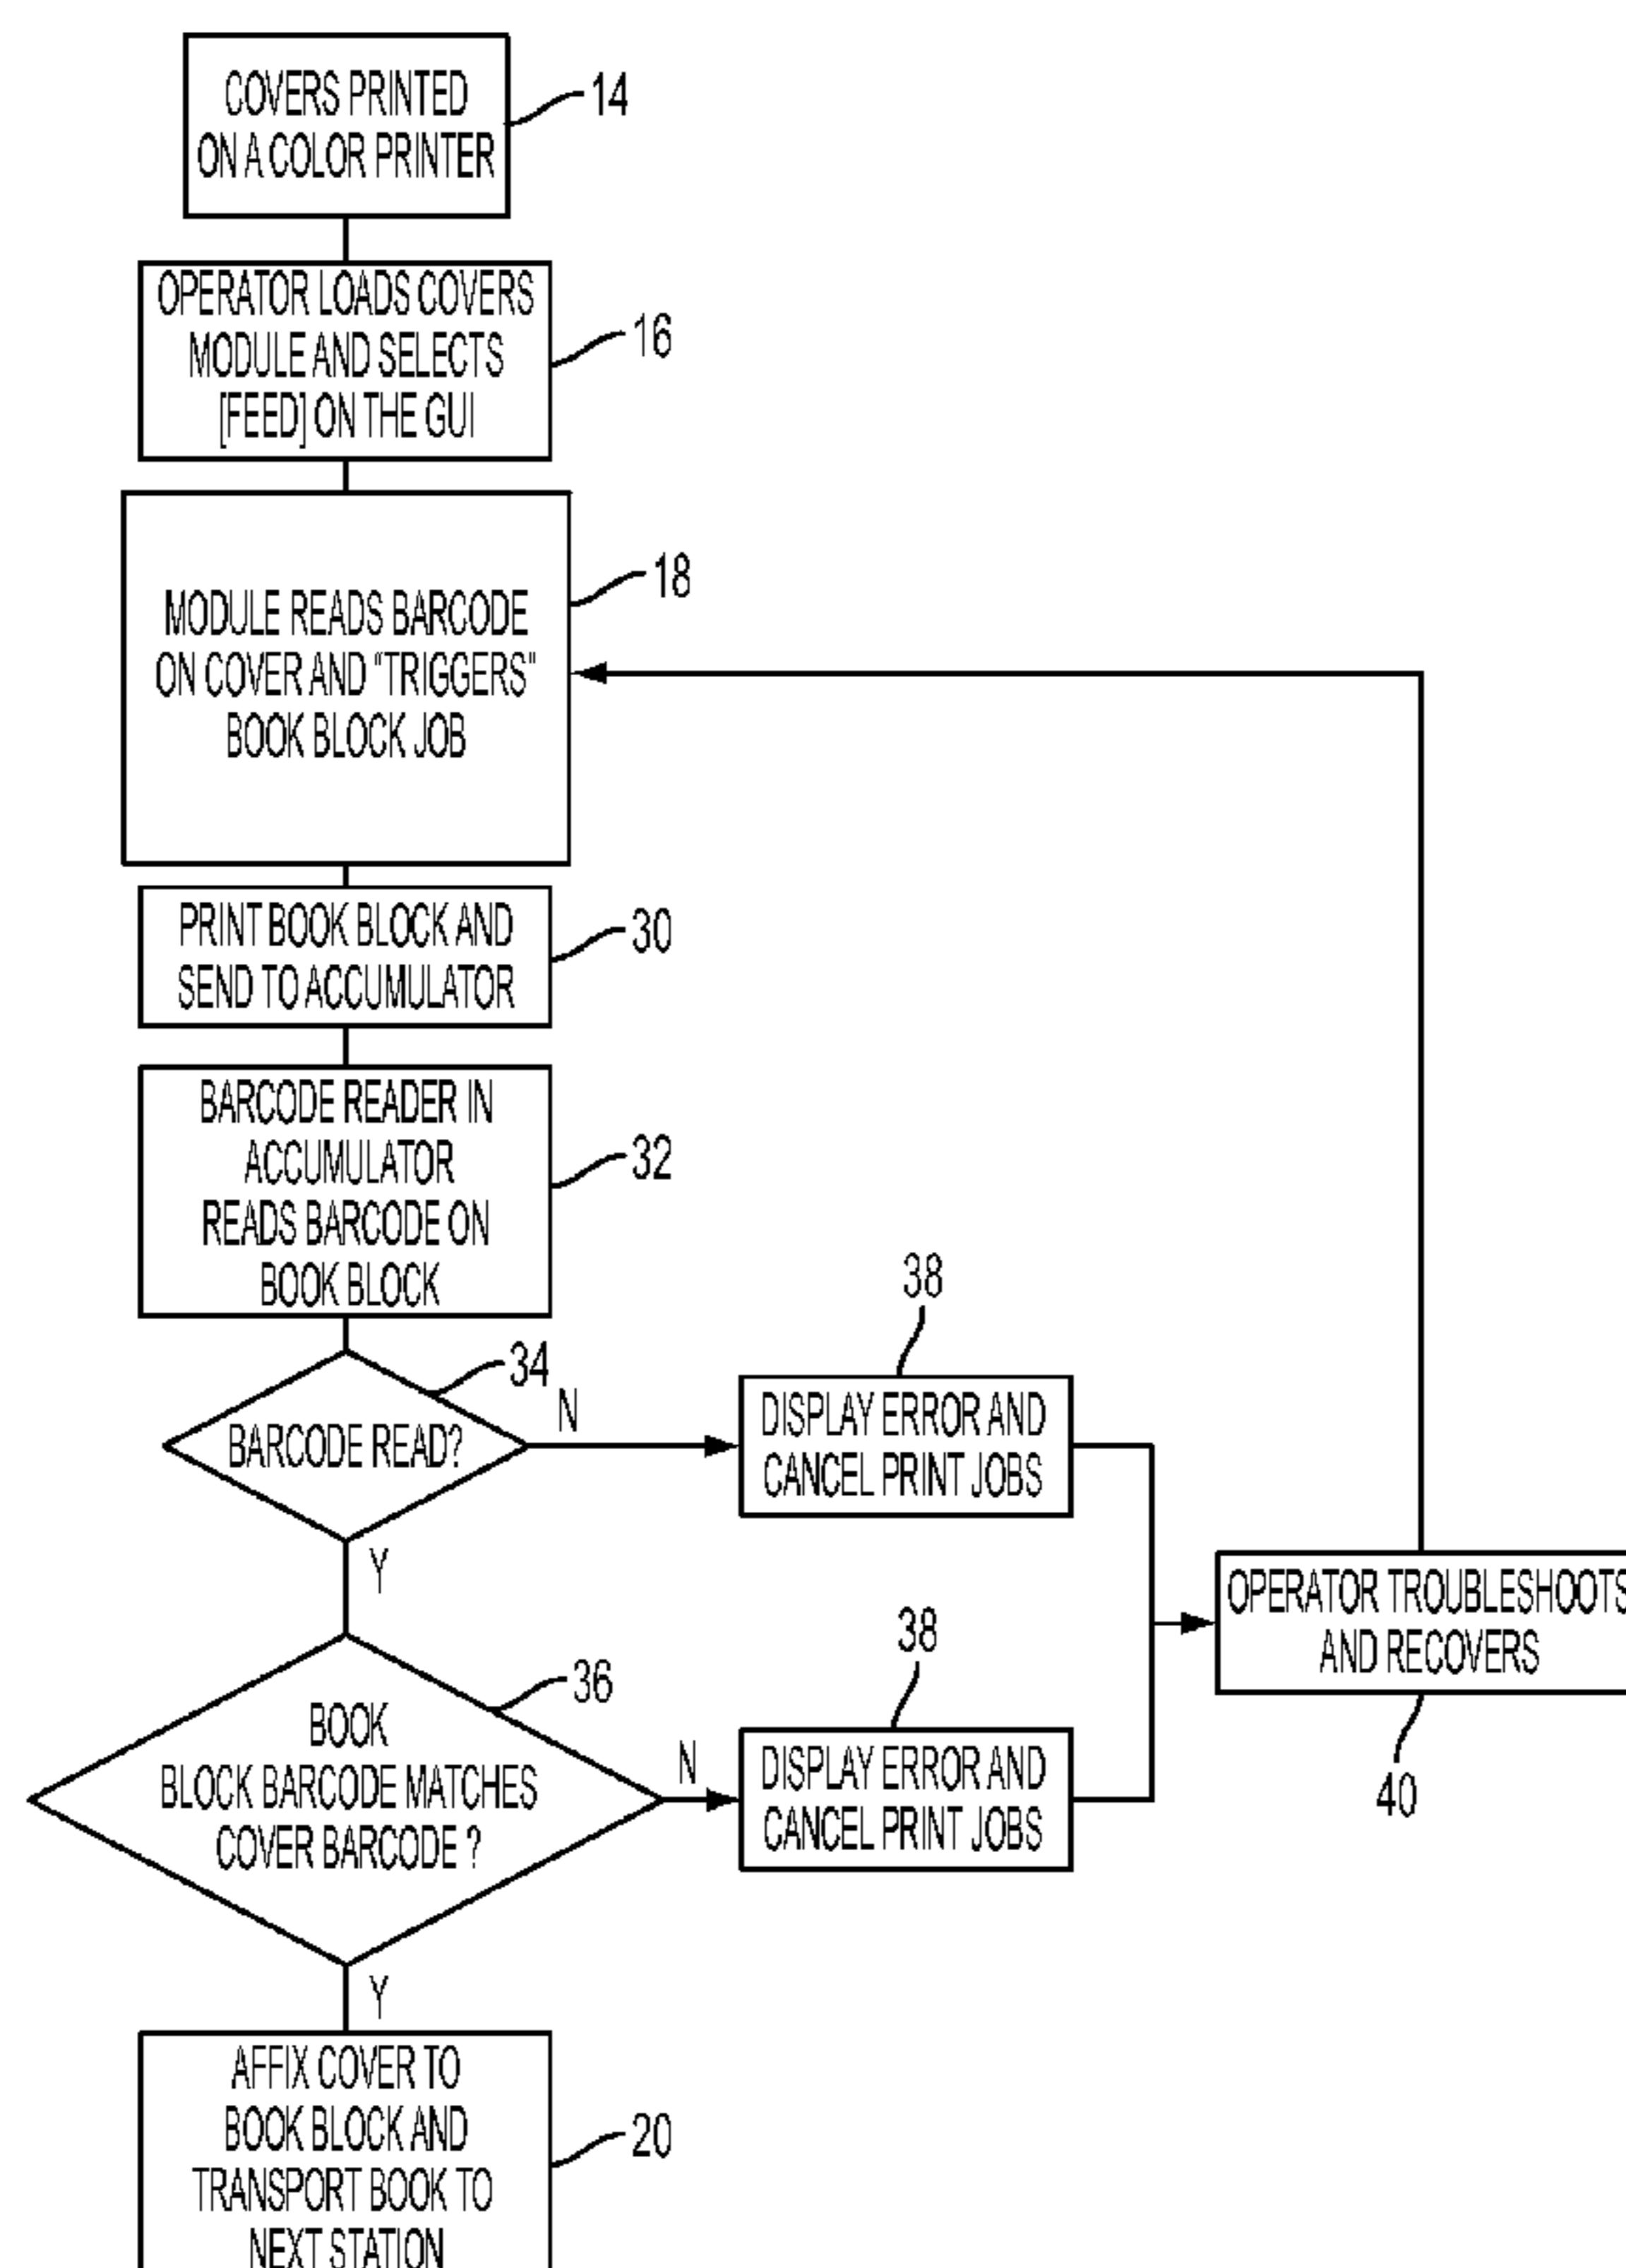 COVERS PRINTED
ON A COLOR PRINTER
14
OPERATOR LOADS COVERS
MODULE AND SELECTS
[FEED] ON THE GUI
16
MODULE READS BARCODE
ON COVER AND "TRIGGERS"
BOOK BLOCK JOB
18
PRINT BOOK BLOCK AND
SEND TO ACCUMULATOR
30
BARCODE READER IN
ACCUMULATOR
READS BARCODE ON
BOOK BLOCK
32
BARCODE READ?
34
N
Y
DISPLAY ERROR AND
CANCEL PRINT JOBS
38
BOOK
BLOCK BARCODE MATCHES
COVER BARCODE ?
36
N
Y
DISPLAY ERROR AND
CANCEL PRINT JOBS
38
OPERATOR TROUBLESHOOTS
AND RECOVERS
40
AFFIX COVER TO
BOOK BLOCK AND
TRANSPORT BOOK TO
NEXT STATION
20